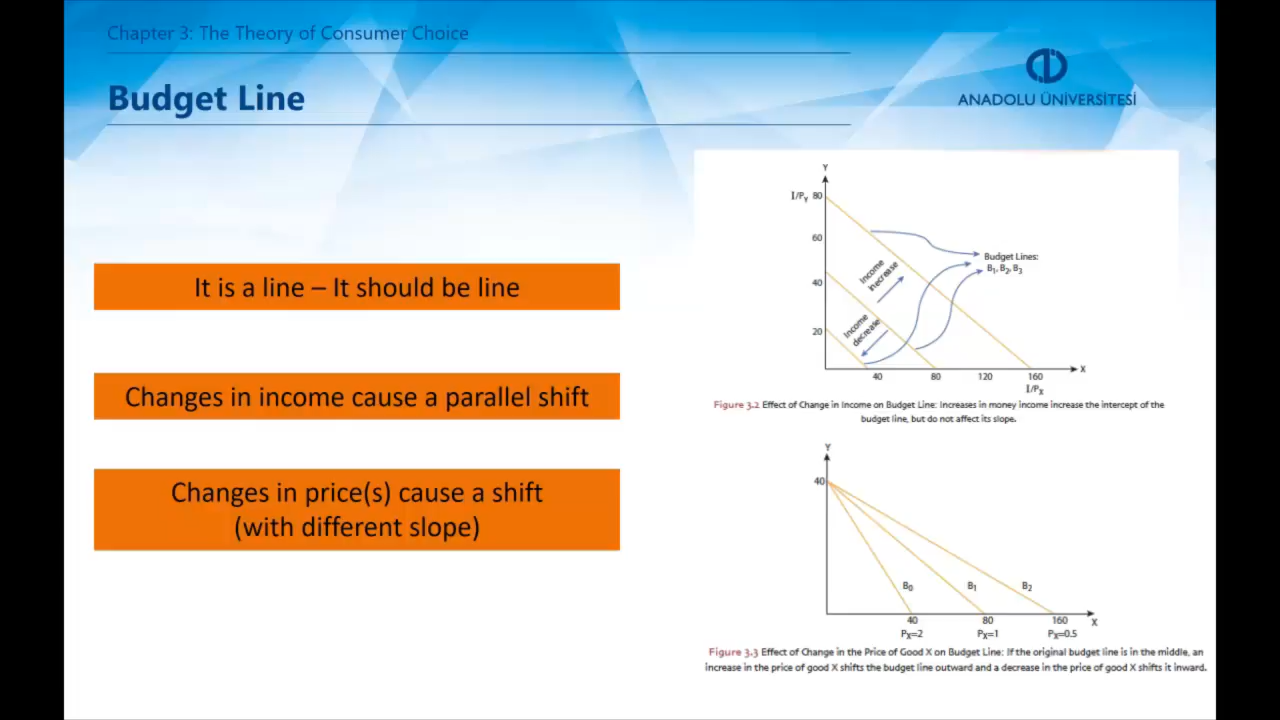 Chapter 3: The Theory of Consumer Choice
Budget Line
ANADOLU ÜNİVERSİTESİ
It is a line – It should be line
Changes in income cause a parallel shift
Changes in price(s) cause a shift
(with different slope)
Y
I/PY 80
60
40
20
Income
inecrease
Income
decrease
Budget Lines:
B1, B2, B3
40 80 120 160 X
I/PX
Figure 3.2 Effect of Change in Income on Budget Line: Increases in money income increase the intercept of the
budget line, but do not affect its slope.
Y
40
B0 B1 B2
40 80 160 X
PX=2 PX=1 PX=0.5
Figure 3.3 Effect of Change in the Price of Good X on Budget Line: If the original budget line is in the middle, an
increase in the price of good X shifts the budget line outward and a decrease in the price of good X shifts it inward.